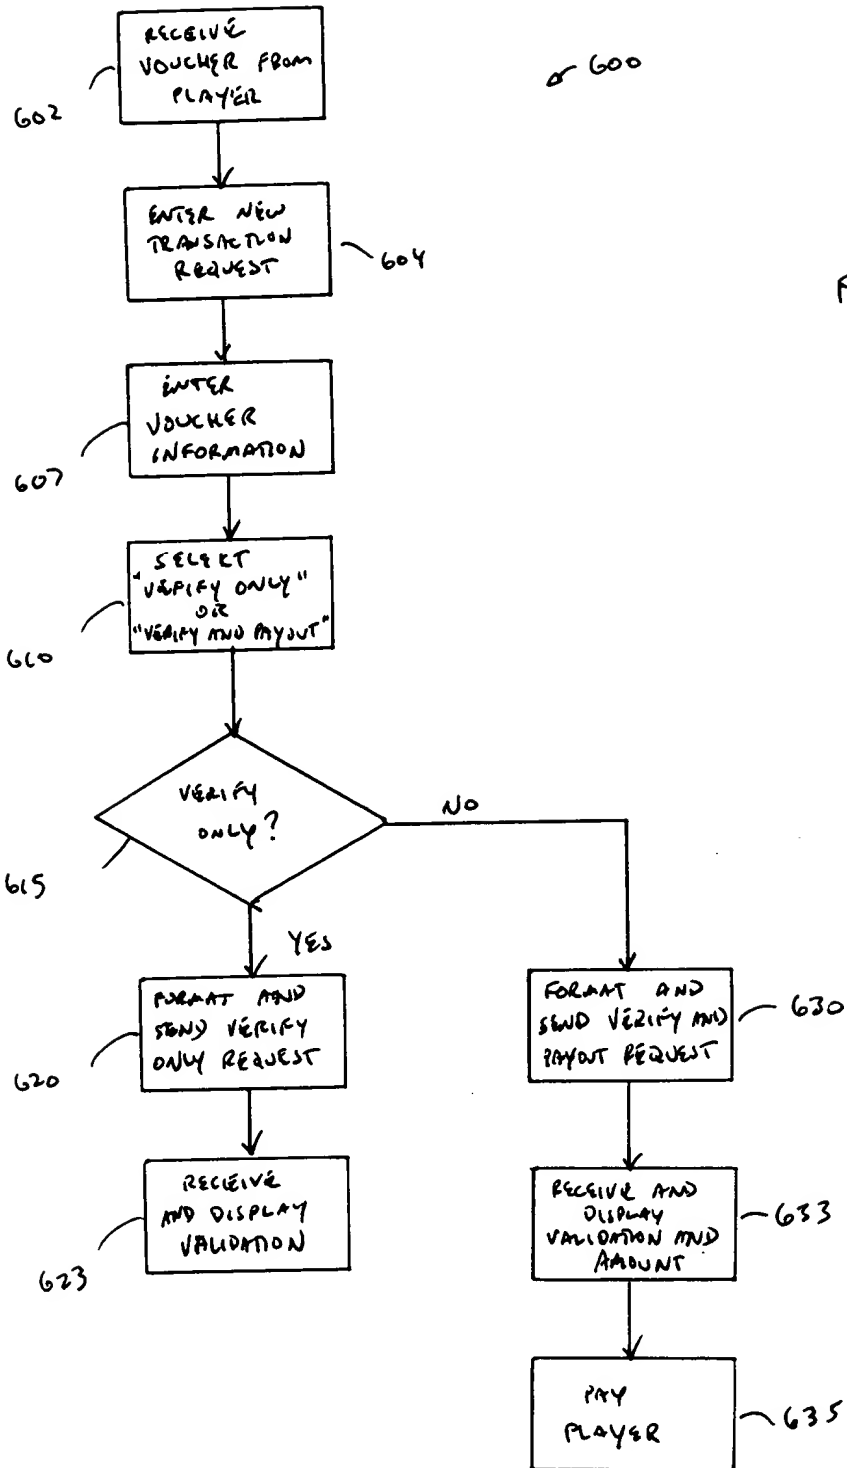 RECEIVE
VOUCHER FROM
PLAYER
602
600
ENTER NEW
TRANSACTION
REQUEST
604
F
ENTER
VOUCHER
INFORMATION
607
SELECT
"VERIFY ONLY"
OR
"VERIFY AND PAYOUT"
610
VERIFY
ONLY?
NO
615
YES
FORMAT AND
SEND VERIFY
ONLY REQUEST
620
FORMAT AND
SEND VERIFY AND
PAYOUT REQUEST
630
RECEIVE
AND DISPLAY
VALIDATION
623
RECEIVE AND
DISPLAY
VALIDATION AND
AMOUNT
633
PAY
PLAYER
635